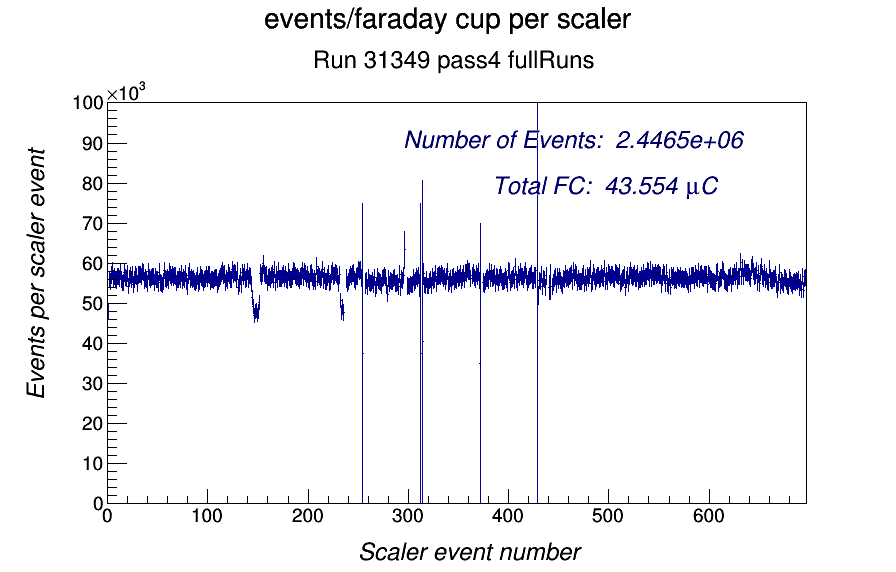 events/faraday cup per scaler
Run 31349 pass4 fullRuns
×10³
100
90
80
70
60
50
40
30
20
10
0
Events per scaler event
Number of Events: 2.4465e+06
Total FC: 43.554 μC
0 100 200 300 400 500 600
Scaler event number